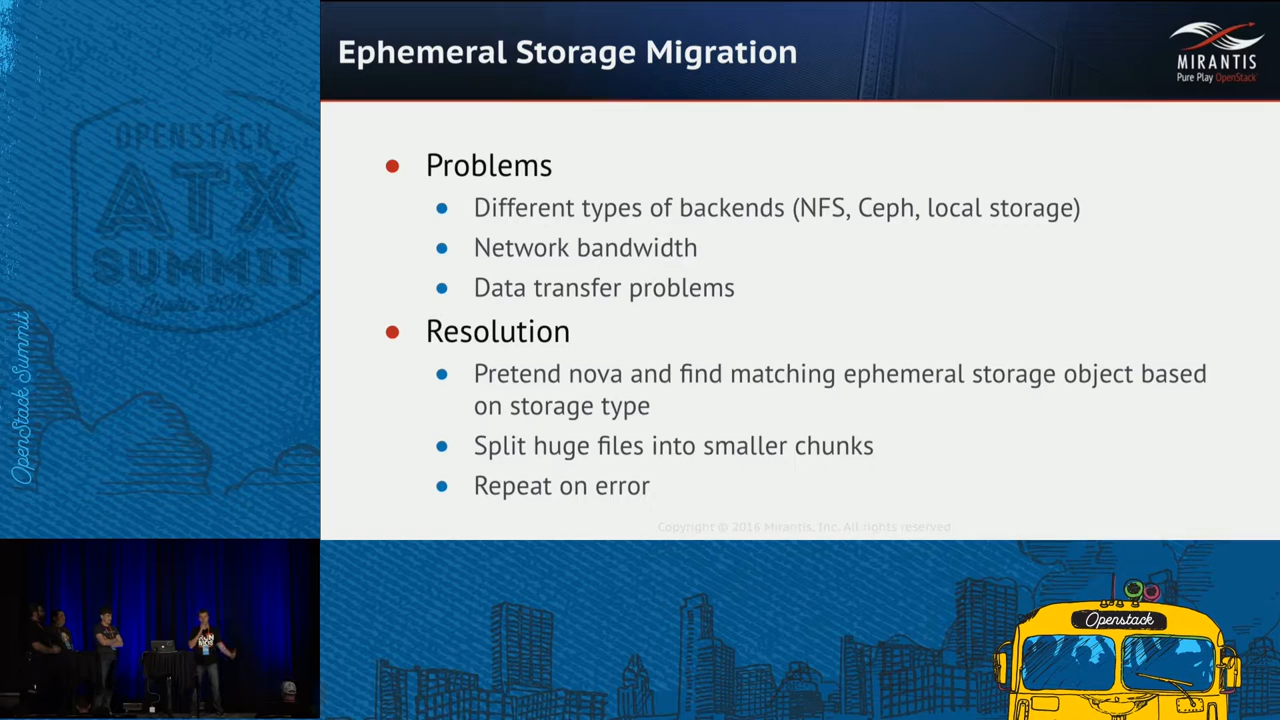 Ephemeral Storage Migration
MIRANTIS
Pure Play OpenStack
Problems
Different types of backends (NFS, Ceph, local storage)
Network bandwidth
Data transfer problems
Resolution
Pretend nova and find matching ephemeral storage object based
on storage type
Split huge files into smaller chunks
Repeat on error
Copyright © 2016 Mirantis, Inc. All rights reserved
OPENSTACK
ATX
SUMMIT
OpenStack Summit
Openstack